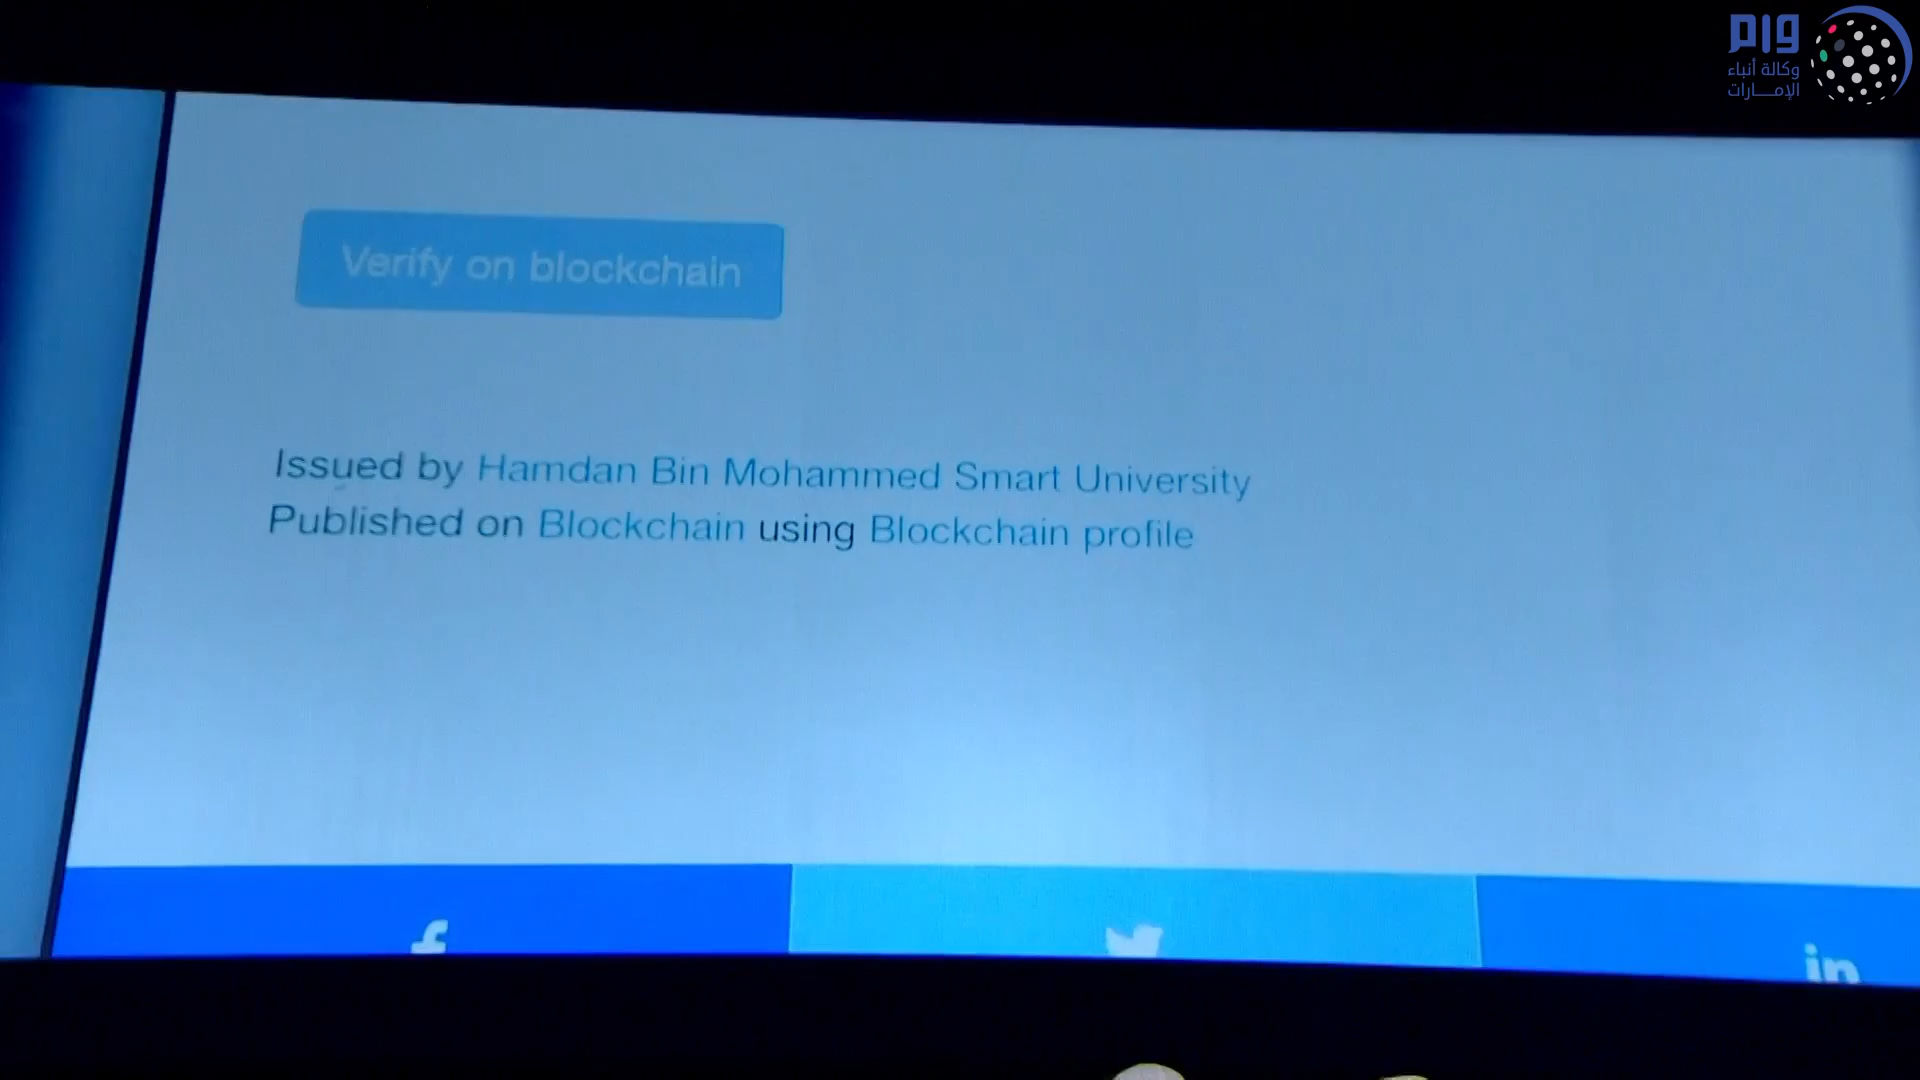 وام
وكالة أنباء
الإمـــارات
Verify on blockchain
Issued by Hamdan Bin Mohammed Smart University
Published on Blockchain using Blockchain profile
f
in